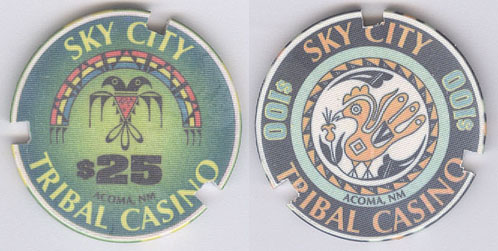 SKY CITY
$25
ACOMA, NM
TRIBAL CASINO
SKY CITY
$100
$100
ACOMA, NM
TRIBAL CASINO